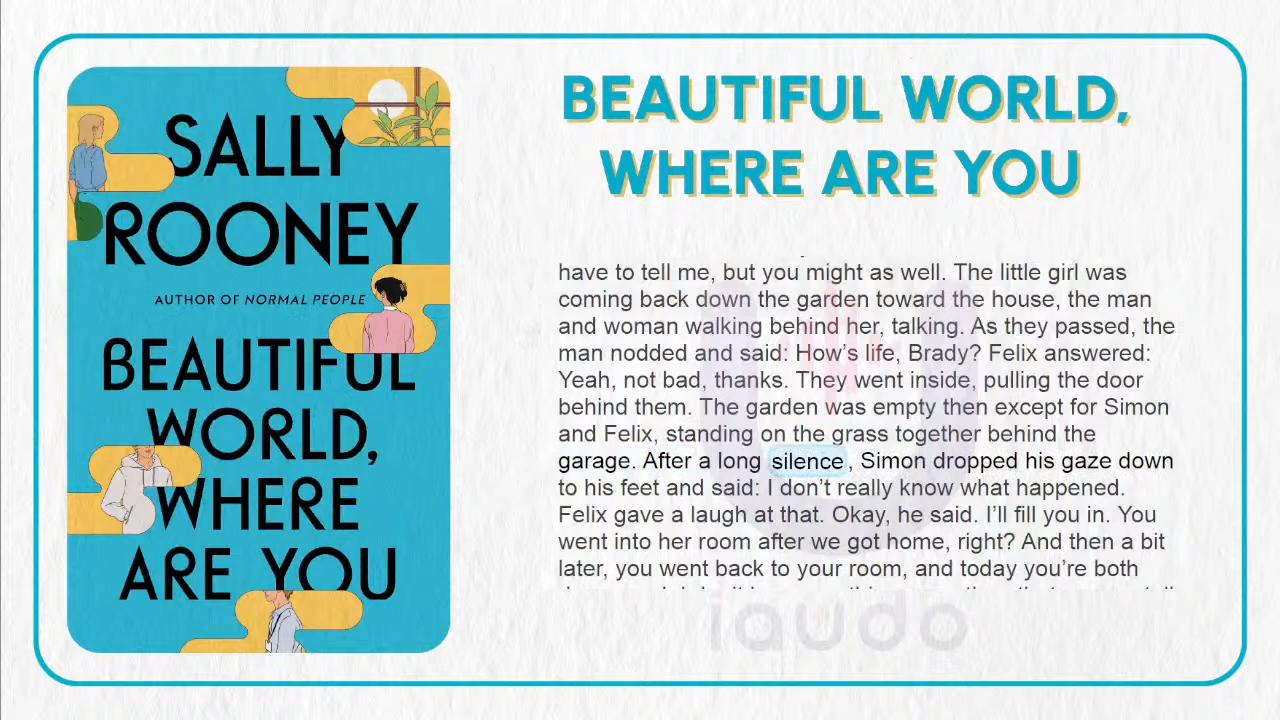 SALLY
ROONEY
AUTHOR OF NORMAL PEOPLE
BEAUTIFUL
WORLD,
WHERE
ARE YOU
BEAUTIFUL WORLD,
WHERE ARE YOU
have to tell me, but you might as well. The little girl was
coming back down the garden toward the house, the man
and woman walking behind her, talking. As they passed, the
man nodded and said: How’s life, Brady? Felix answered:
Yeah, not bad, thanks. They went inside, pulling the door
behind them. The garden was empty then except for Simon
and Felix, standing on the grass together behind the
garage. After a long silence, Simon dropped his gaze down
to his feet and said: I don’t really know what happened.
Felix gave a laugh at that. Okay, he said. I’ll fill you in. You
went into her room after we got home, right? And then a bit
later, you went back to your room, and today you’re both
iaudo